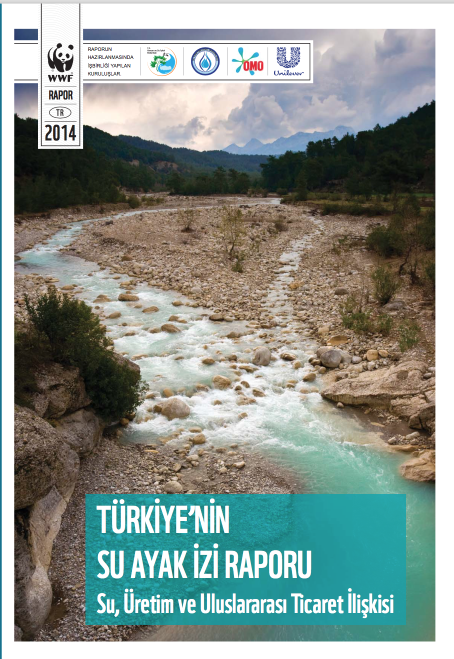 WWF
RAPOR
TR
2014
RAPORUN
HAZIRLANMASINDA
İŞBİRLİĞİ YAPILAN
KURULUŞLAR.
OMO
Unilever
TÜRKİYE'NİN
SU AYAK İZİ RAPORU
Su, Üretim ve Uluslararası Ticaret İlişkisi